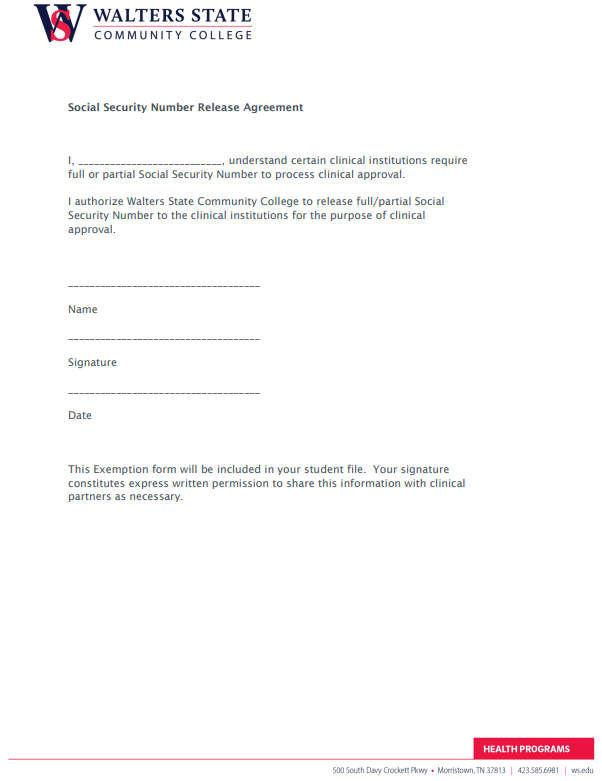 WS WALTERS STATE
COMMUNITY COLLEGE
Social Security Number Release Agreement
I, ___________________________, understand certain clinical institutions require
full or partial Social Security Number to process clinical approval.
I authorize Walters State Community College to release full/partial Social
Security Number to the clinical institutions for the purpose of clinical
approval.
____________________________________
Name
____________________________________
Signature
____________________________________
Date
This Exemption form will be included in your student file.  Your signature
constitutes express written permission to share this information with clinical
partners as necessary.
HEALTH PROGRAMS
500 South Davy Crockett Pkwy • Morristown, TN 37813 | 423.585.6981 | ws.edu